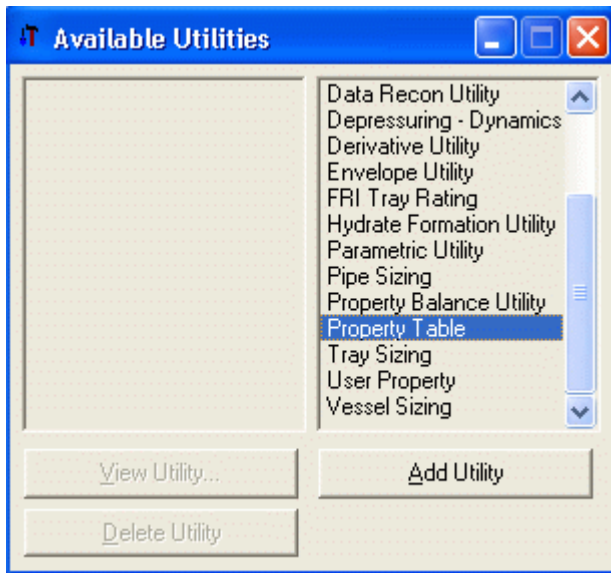 Available Utilities
Data Recon Utility
Depressuring - Dynamics
Derivative Utility
Envelope Utility
FRI Tray Rating
Hydrate Formation Utility
Parametric Utility
Pipe Sizing
Property Balance Utility
Property Table
Tray Sizing
User Property
Vessel Sizing
View Utility...
Add Utility
Delete Utility